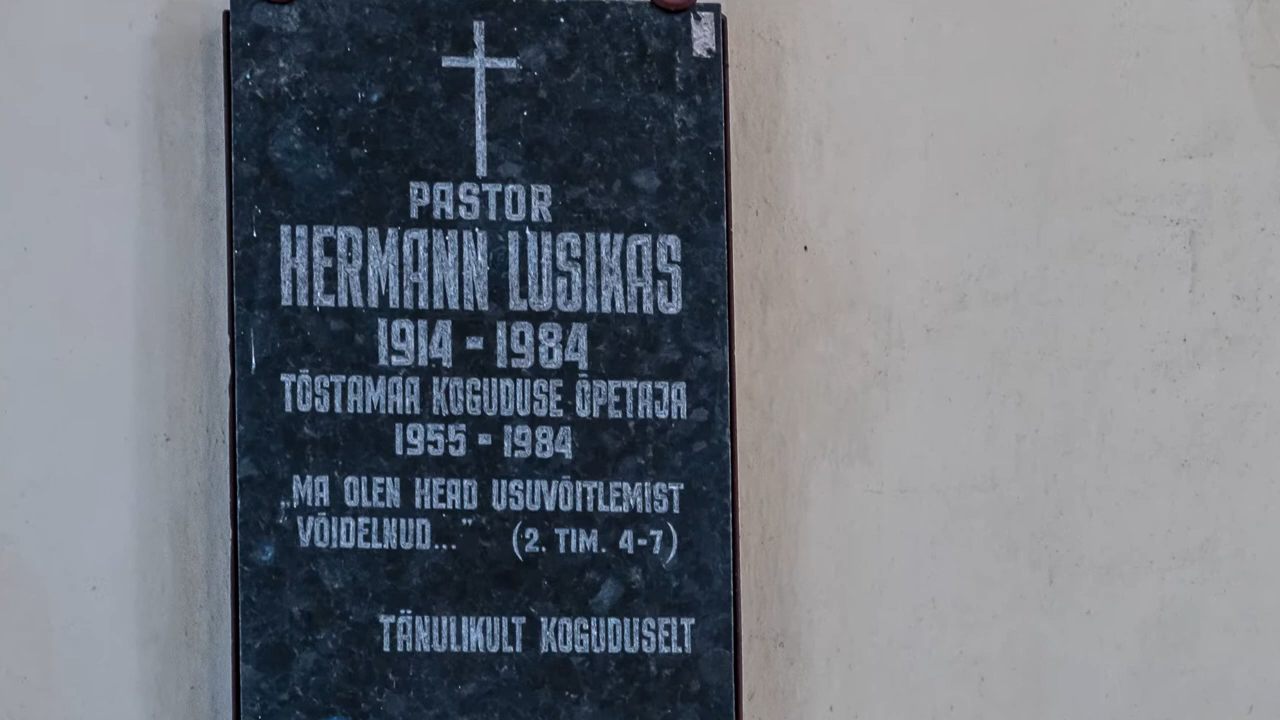 PASTOR
HERMANN LUSIKAS
1914 - 1984
TÕSTAMAA KOGUDUSE ÕPETAJA
1955 - 1984
„MA OLEN HEAD USUVÕITLEMIST
VÕIDELNUD..." (2. TIM. 4-7)
TÄNULIKULT KOGUDUSELT